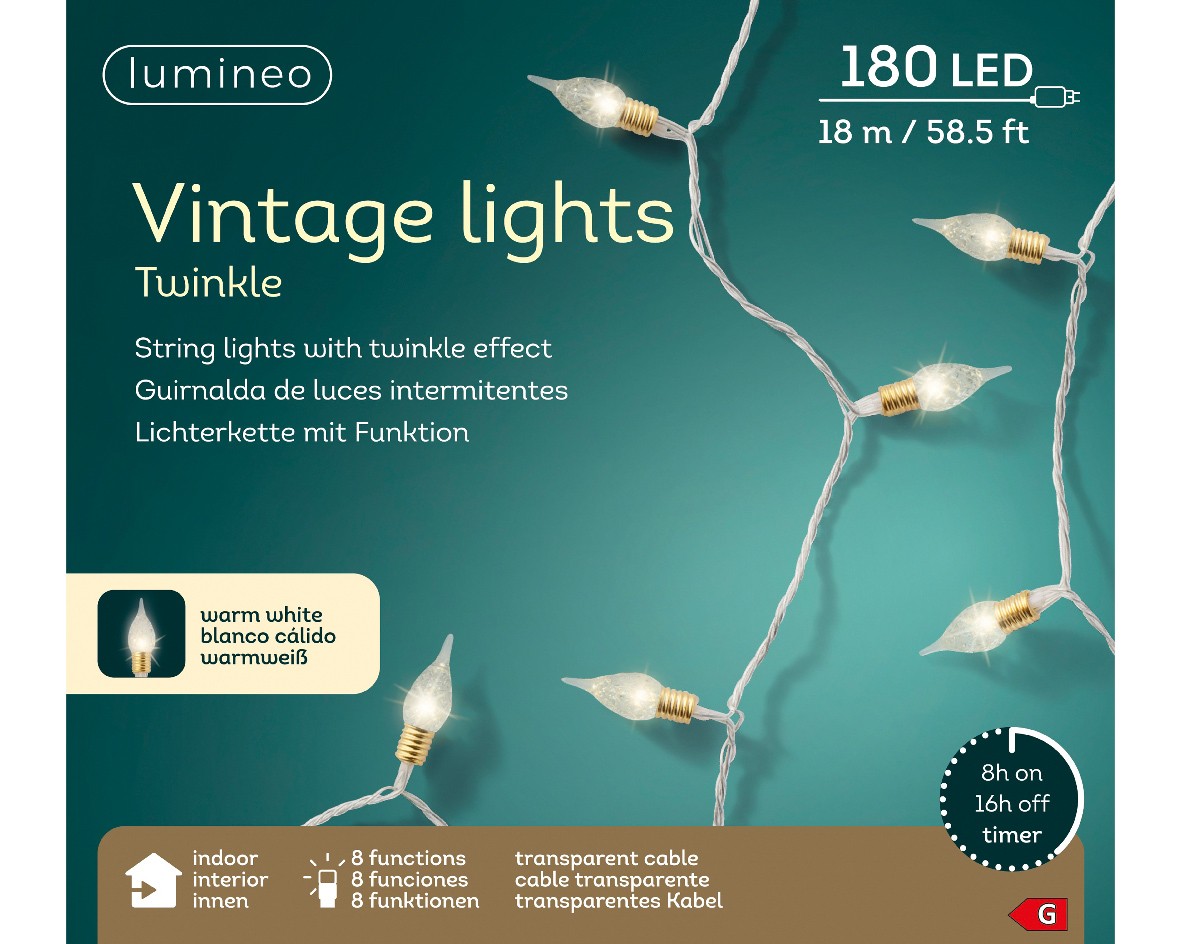 lumineo
180 LED
18 m / 58.5 ft
Vintage lights
Twinkle
String lights with twinkle effect
Guirnalda de luces intermitentes
Lichterkette mit Funktion
warm white
blanco cálido
warmweiß
8h on
16h off
timer
indoor
interior
innen
8 functions
8 funciones
8 funktionen
transparent cable
cable transparente
transparentes Kabel
G